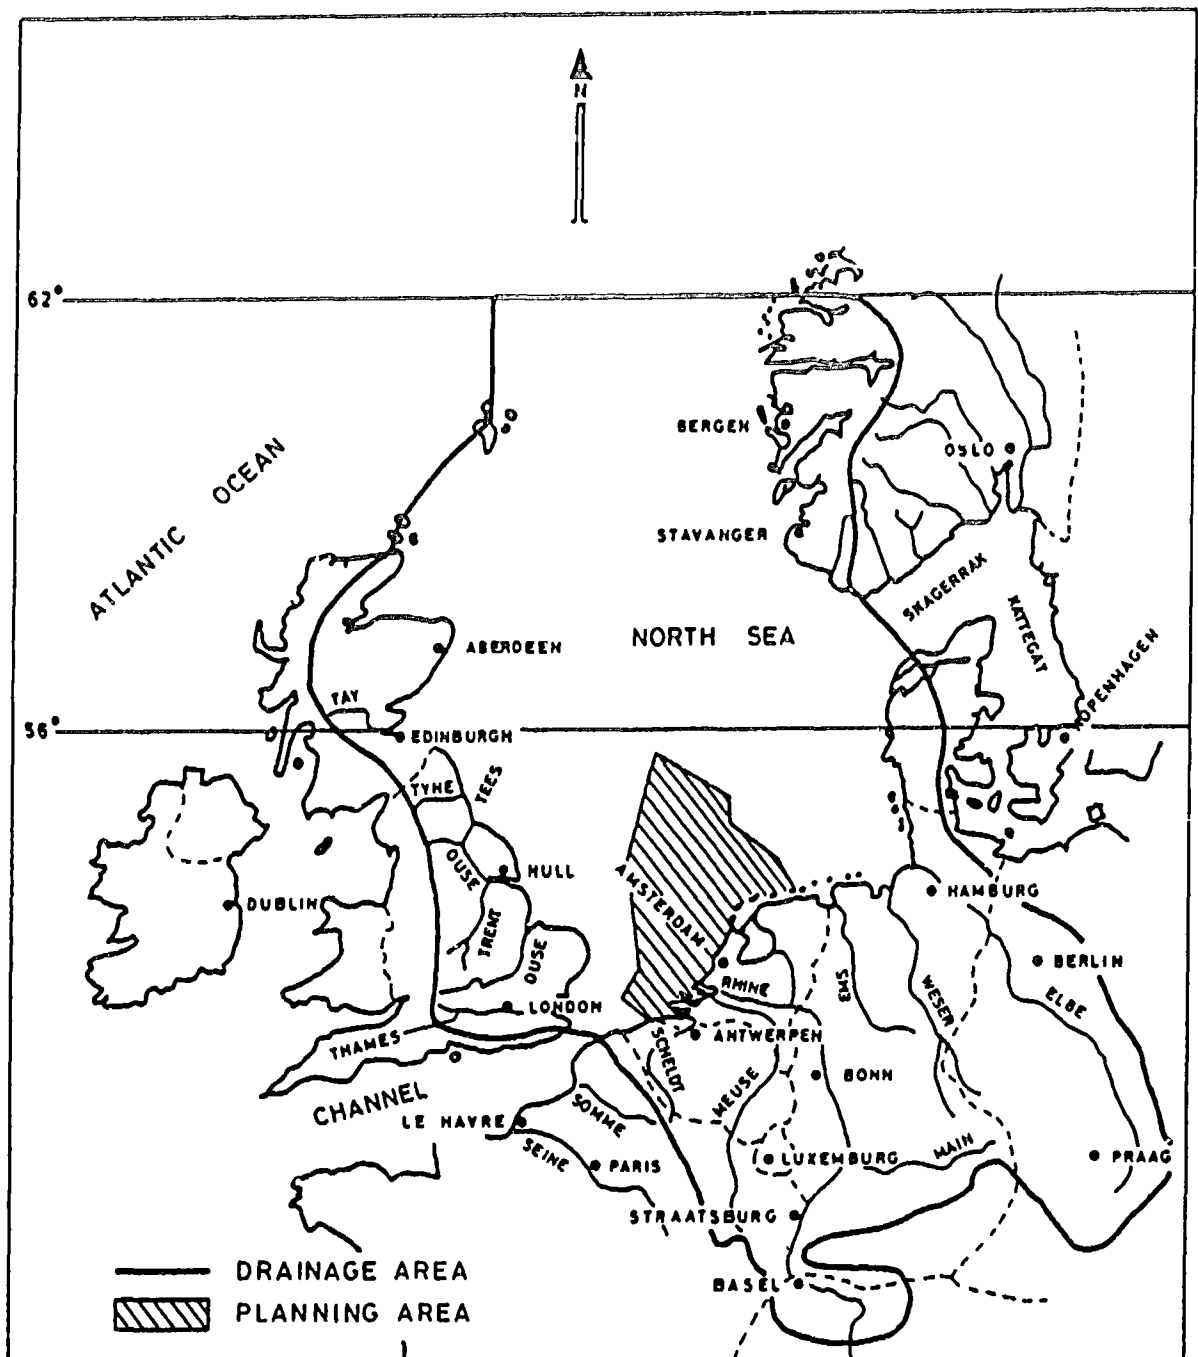 N
62°
BERGEN
OSLO
ATLANTIC OCEAN
STAVANGER
SKAGERRAK
KATTEGAT
NORTH SEA
ABERDEEN
KOPENHAGEN
TAY
56°
EDINBURGH
TYNE
TEES
OUSE
HULL
AMSTERDAM
HAMBURG
DUBLIN
TRENT
OUSE
BERLIN
RHINE
EMS
WESER
ELBE
LONDON
THAMES
SCHELDT
ANTWERPEN
MEUSE
BONN
CHANNEL
LE HAVRE
SOMME
SEINE
PARIS
LUXEMBURG
MAIN
PRAAG
STRAATSBURG
BASEL
DRAINAGE AREA
PLANNING AREA